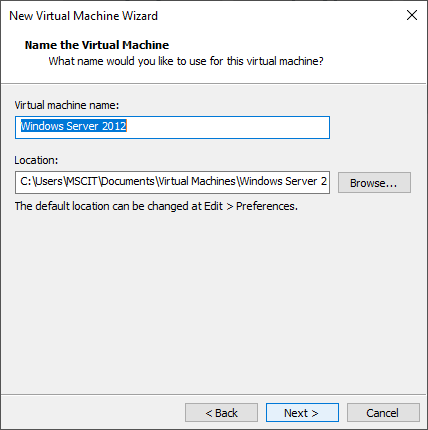 New Virtual Machine Wizard
Name the Virtual Machine
What name would you like to use for this virtual machine?
Virtual machine name:
Windows Server 2012
Location:
C:\Users\MSCIT\Documents\Virtual Machines\Windows Server 2
Browse...
The default location can be changed at Edit > Preferences.
< Back
Next >
Cancel